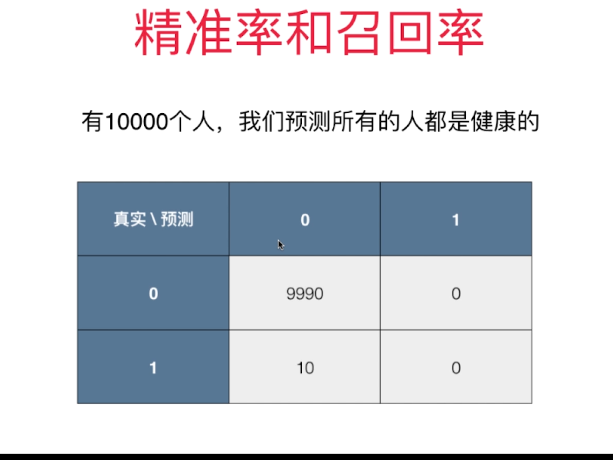 精准率和召回率
有10000个人，我们预测所有的人都是健康的
真实 \ 预测 0 1
0 9990 0
1 10 0